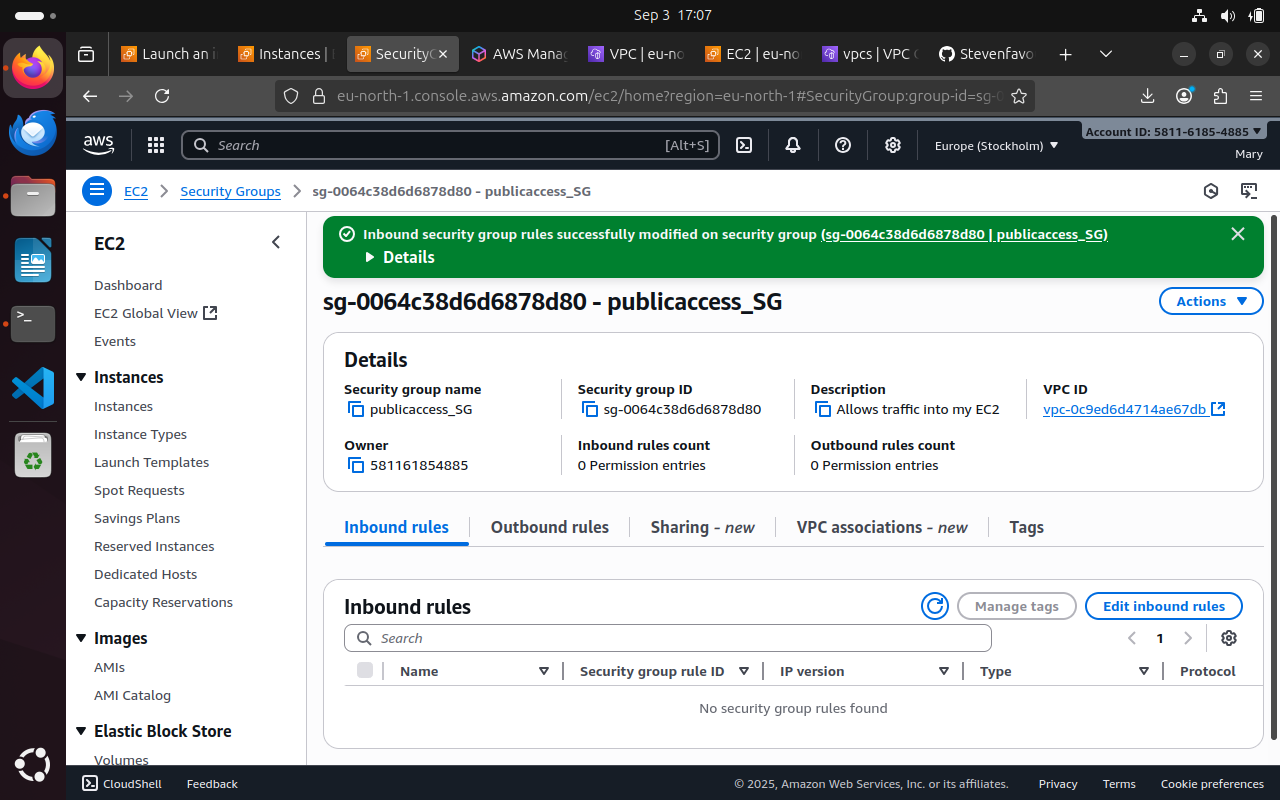 Sep 3 17:07
Launch an i
Instances | E
SecurityG
AWS Mana
VPC | eu-no
EC2 | eu-no
vpcs | VPC C
Stevenfavo
eu-north-1.console.aws.amazon.com/ec2/home?region=eu-north-1#SecurityGroup:group-id=sg-0
aws
Search
[Alt+S]
Europe (Stockholm)
Account ID: 5811-6185-4885
Mary
EC2
Security Groups
sg-0064c38d6d6878d80 - publicaccess_SG
EC2
Dashboard
EC2 Global View
Events
Instances
Instances
Instance Types
Launch Templates
Spot Requests
Savings Plans
Reserved Instances
Dedicated Hosts
Capacity Reservations
Images
AMIs
AMI Catalog
Elastic Block Store
Volumes
Inbound security group rules successfully modified on security group (sg-0064c38d6d6878d80 | publicaccess_SG)
Details
sg-0064c38d6d6878d80 - publicaccess_SG
Actions
Details
Security group name
publicaccess_SG
Security group ID
sg-0064c38d6d6878d80
Description
Allows traffic into my EC2
VPC ID
vpc-0c9ed6d4714ae67db
Owner
581161854885
Inbound rules count
0 Permission entries
Outbound rules count
0 Permission entries
Inbound rules
Outbound rules
Sharing - new
VPC associations - new
Tags
Inbound rules
Manage tags
Edit inbound rules
Search
1
Name
Security group rule ID
IP version
Type
Protocol
No security group rules found
CloudShell
Feedback
© 2025, Amazon Web Services, Inc. or its affiliates.
Privacy
Terms
Cookie preferences